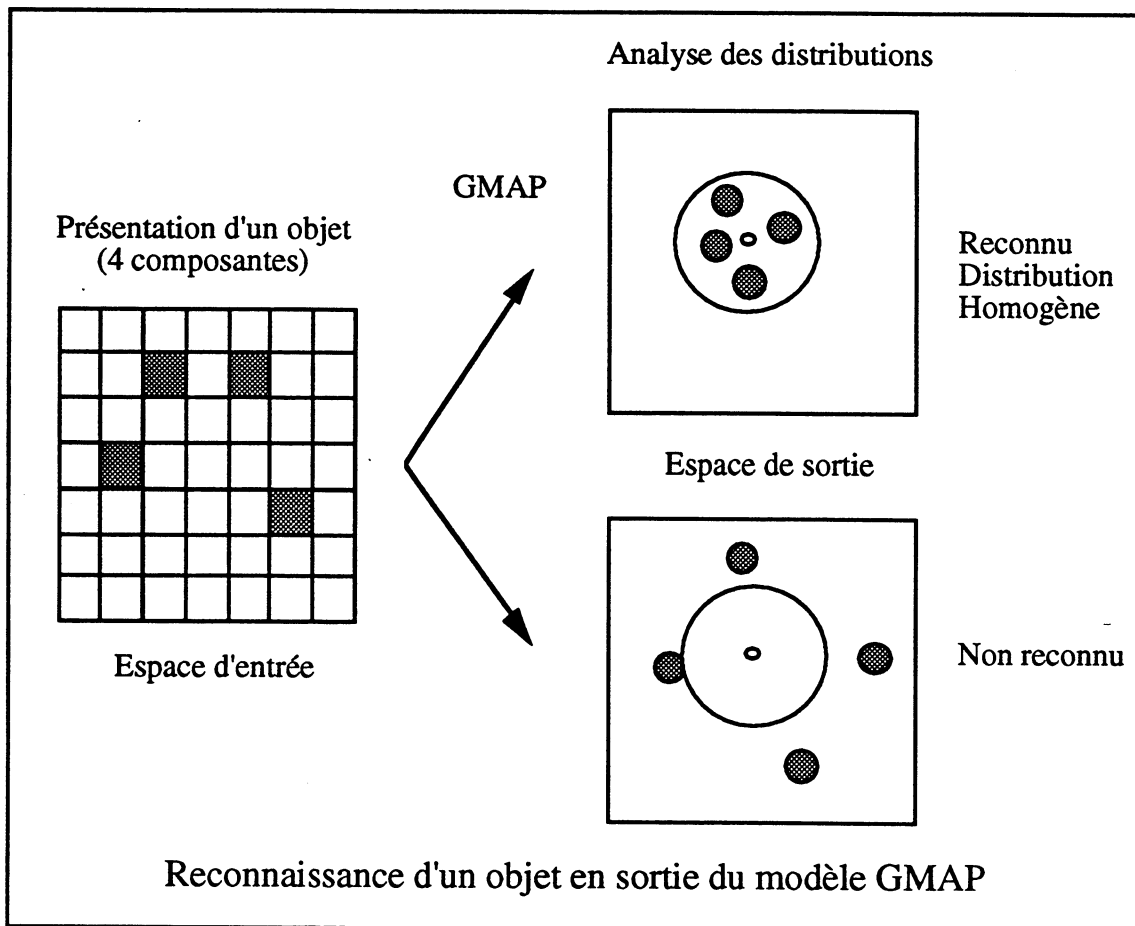 Analyse des distributions
GMAP
Présentation d'un objet
(4 composantes)
Reconnu
Distribution
Homogène
Espace de sortie
Espace d'entrée
Non reconnu
Reconnaissance d'un objet en sortie du modèle GMAP